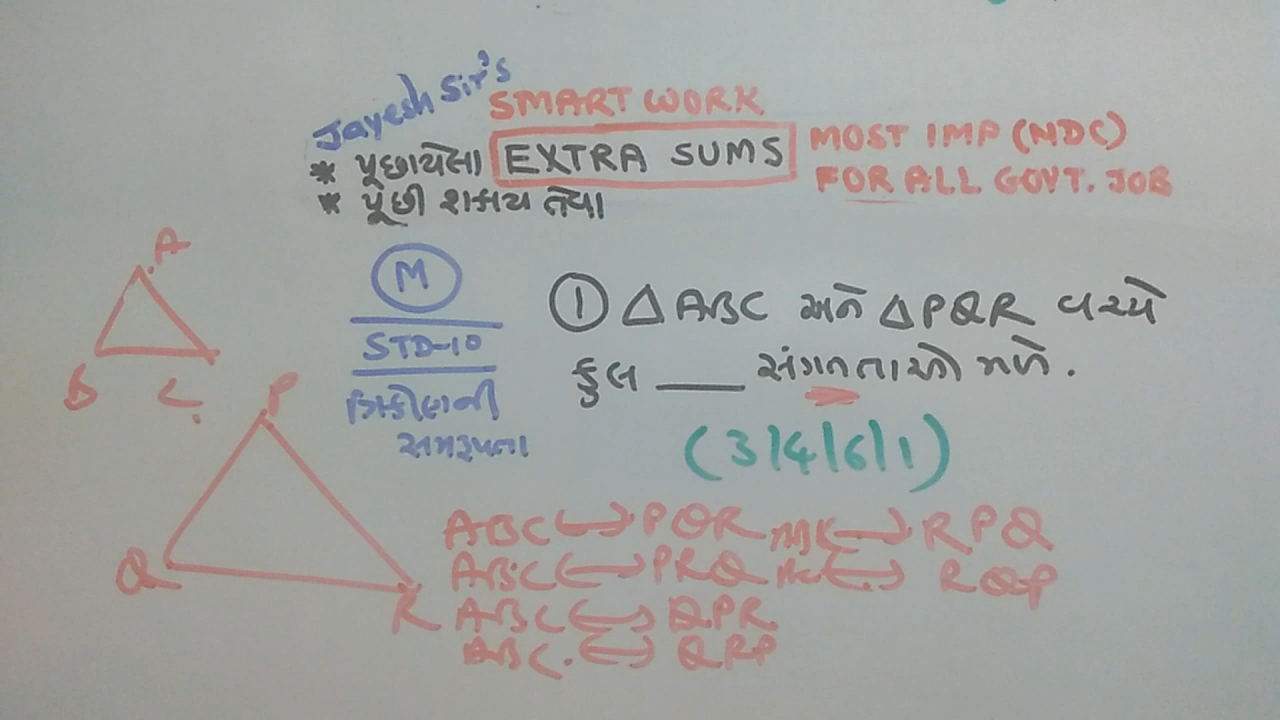 Jayesh Sir's
SMART WORK
* પૂછાયેલા EXTRA SUMS
* પૂછી શકાય તેવા
MOST IMP (NDC)
FOR ALL GOVT. JOB
M
STD-10
ત્રિકોણની
સમરૂપતા
① △ABC અને △PQR વચ્ચે
કુલ ___ સંગતતાઓ મળે.
(3/4/6/1)
A
B C
P
Q
R
ABC ↔ PQR ABC ↔ RPQ
ABC ↔ PRQ ↔ RQP
ABC ↔ QPR
ABC ↔ QRP